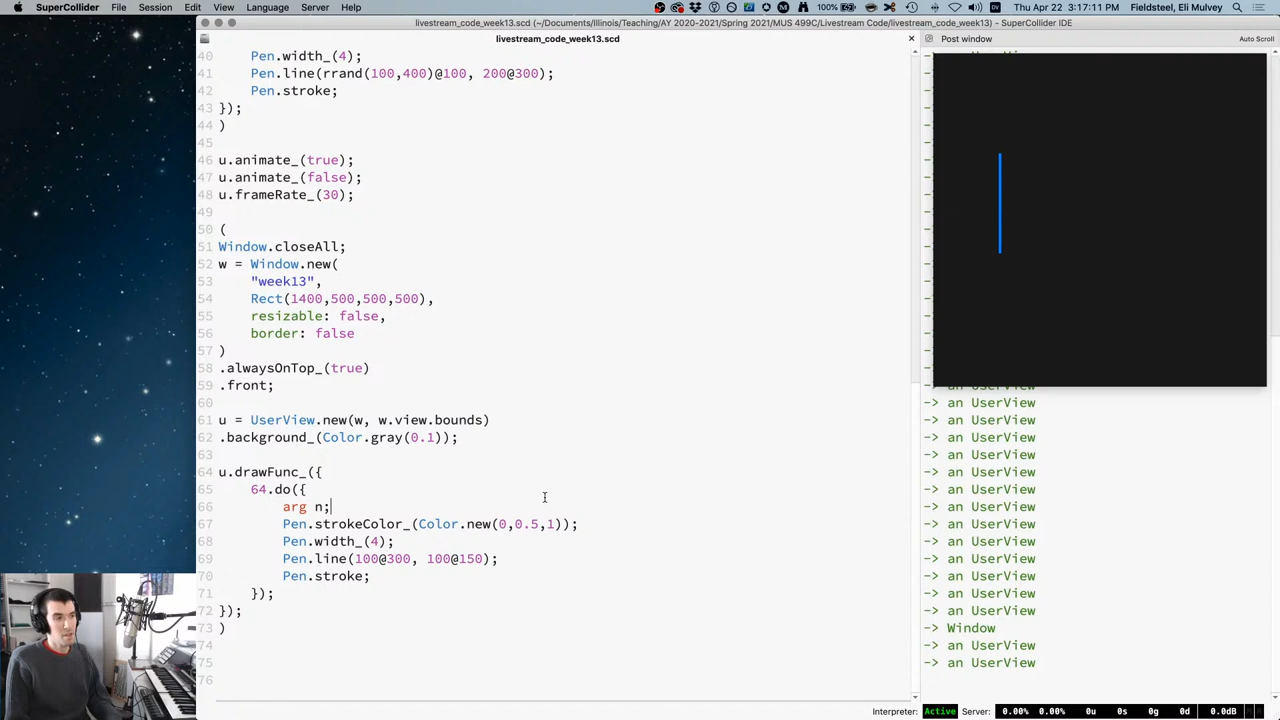 SuperCollider File Session Edit View Language Help 100% Thu Apr 22 3:17:11 PM Fieldsteel, Eli Mulvey
livestream_code_week13.scd (~/Documents/Illinois/Teaching/AY 2020-2021/Spring 2021/MUS 499C/Livestream Code/livestream_code_week13) - SuperCollider IDE
livestream_code_week13.scd
Post window Auto Scroll
40 Pen.width_(4);
41 Pen.line(rrand(100,400)@100, 200@300);
42 Pen.stroke;
43 });
44 )
45
46 u.animate_(true);
47 u.animate_(false);
48 u.frameRate_(30);
49
50 (
51 Window.closeAll;
52 w = Window.new(
53 "week13",
54 Rect(1400,500,500,500),
55 resizable: false,
56 border: false
57 )
58 .alwaysOnTop_(true)
59 .front;
60
61 u = UserView.new(w, w.view.bounds)
62 .background_(Color.gray(0.1));
63
64 u.drawFunc_({
65 64.do({
66 arg n;
67 Pen.strokeColor_(Color.new(0,0.5,1));
68 Pen.width_(4);
69 Pen.line(100@300, 100@150);
70 Pen.stroke;
71 });
72 });
73 )
74
75
76
-> an UserView
-> an UserView
-> an UserView
-> an UserView
-> an UserView
-> an UserView
-> an UserView
-> an UserView
-> an UserView
-> an UserView
-> an UserView
-> an UserView
-> an UserView
-> an UserView
-> Window
-> an UserView
-> an UserView
Interpreter: Active Server: 0.00% 0.00% 0u 0s 0g 0d 0.0dB